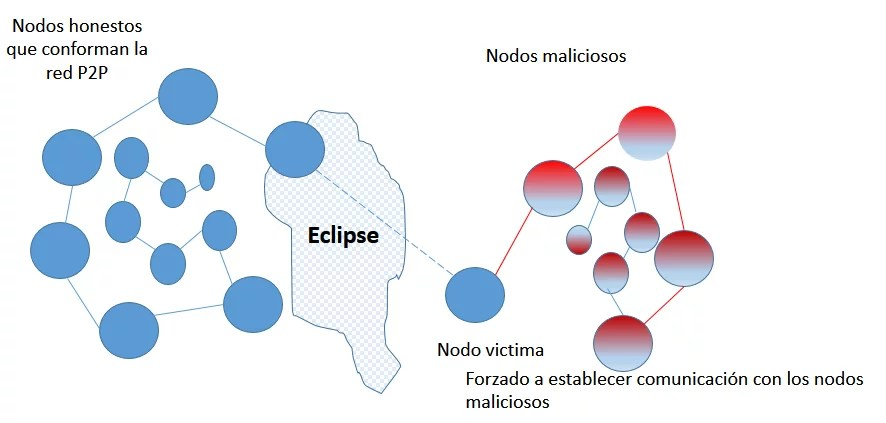 Nodos honestos
que conforman la
red P2P
Nodos maliciosos
Eclipse
Nodo victima
Forzado a establecer comunicación con los nodos
maliciosos